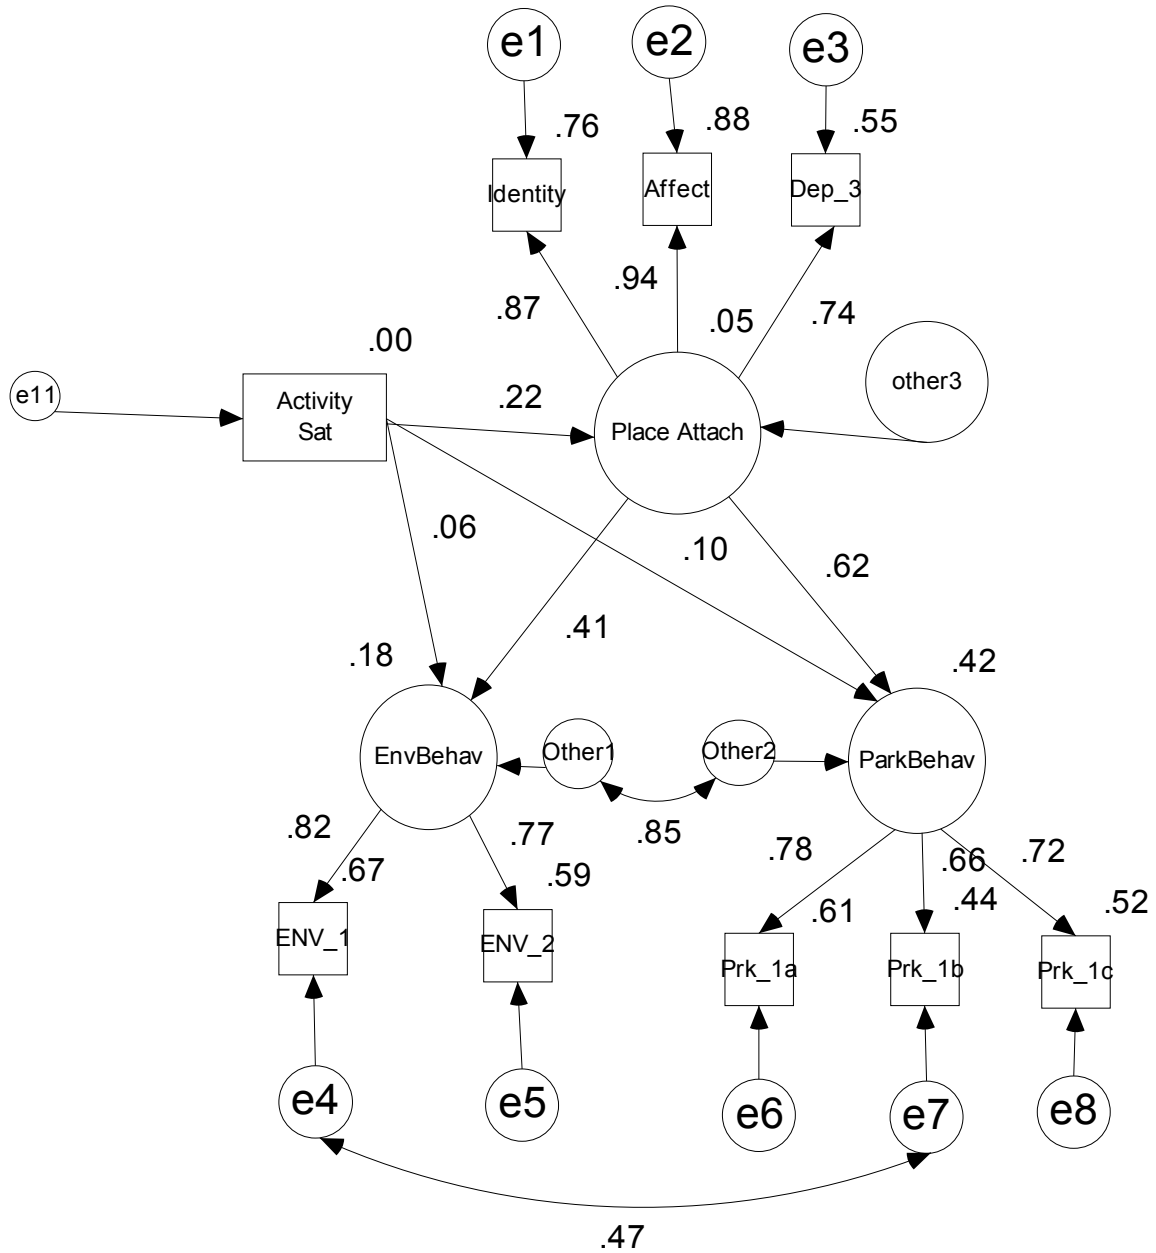 e1
e2
e3
.76
.88
.55
Identity
Affect
Dep_3
.94
.87
.05
.74
.00
other3
e11
Activity
Sat
.22
Place Attach
.06
.10
.62
.41
.18
.42
EnvBehav
Other1
Other2
ParkBehav
.82
.77
.85
.78
.66
.72
.67
.59
.61
.44
.52
ENV_1
ENV_2
Prk_1a
Prk_1b
Prk_1c
e4
e5
e6
e7
e8
.47